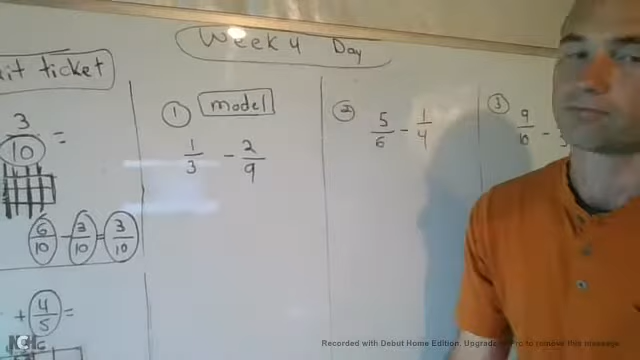 Week 4 Day
it ticket
3/10 =
6/10 - 3/10 = 3/10
+ 4/5 =
1 model
1/3 - 2/9
2
5/6 - 1/4
3
9/10 -
Recorded with Debut Home Edition. Upgrade to remove this message